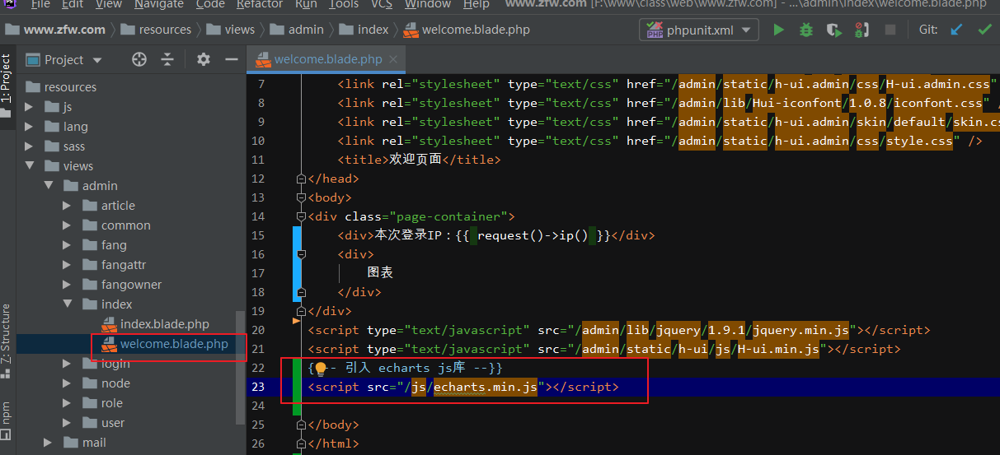 File Edit View Navigate Code Refactor Run Tools VCS Window Help www.zfw.com [F:\www\class\web\www.zfw.com] - ...\admin\index\welcome.blade.php
www.zfw.com resources views admin index welcome.blade.php phpunit.xml Git:
Project welcome.blade.php
1: Project
resources
js
lang
sass
views
admin
article
common
fang
fangattr
fangowner
index
index.blade.php
welcome.blade.php
login
node
role
user
mail
Z: Structure
npm
7 <link rel="stylesheet" type="text/css" href="/admin/static/h-ui.admin/css/H-ui.admin.css"
8 <link rel="stylesheet" type="text/css" href="/admin/lib/Hui-iconfont/1.0.8/iconfont.css" /
9 <link rel="stylesheet" type="text/css" href="/admin/static/h-ui.admin/skin/default/skin.cs
10 <link rel="stylesheet" type="text/css" href="/admin/static/h-ui.admin/css/style.css" />
11 <title>欢迎页面</title>
12 </head>
13 <body>
14 <div class="page-container">
15 <div>本次登录IP：{{ request()->ip() }}</div>
16 <div>
17 图表
18 </div>
19 </div>
20 <script type="text/javascript" src="/admin/lib/jquery/1.9.1/jquery.min.js"></script>
21 <script type="text/javascript" src="/admin/static/h-ui/js/H-ui.min.js"></script>
22 {-- 引入 echarts js库 --}}
23 <script src="/js/echarts.min.js"></script>
24
25 </body>
26 </html>